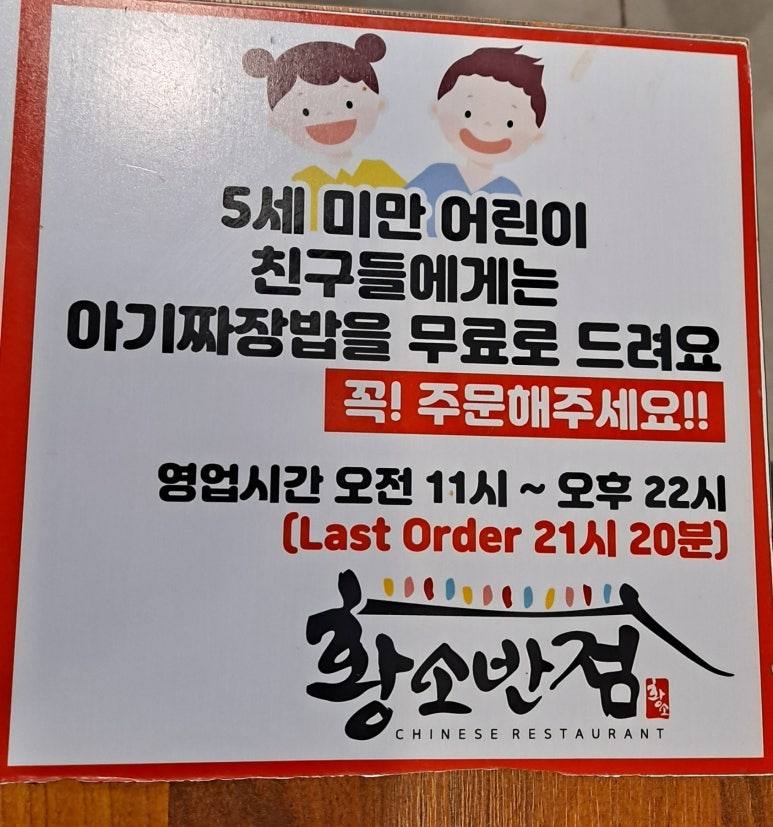 5세 미만 어린이
친구들에게는
아기짜장밥을 무료로 드려요
꼭! 주문해주세요!!
영업시간 오전 11시 ~ 오후 22시
(Last Order 21시 20분)
황소반점
황소
CHINESE RESTAURANT